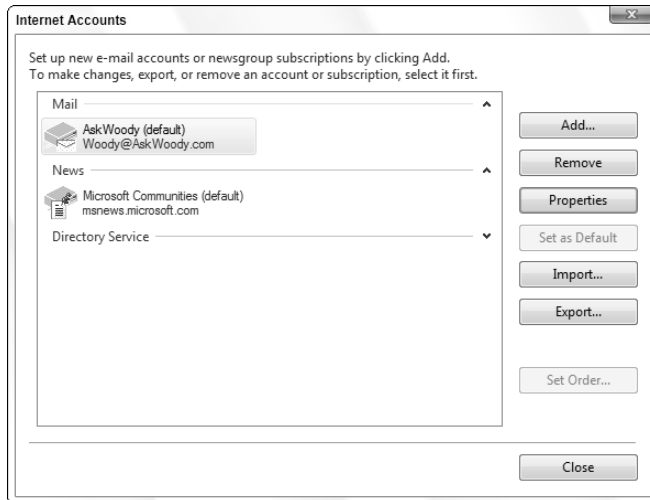 Internet Accounts
Set up new e-mail accounts or newsgroup subscriptions by clicking Add.
To make changes, export, or remove an account or subscription, select it first.
Mail
AskWoody (default)
Woody@AskWoody.com
News
Microsoft Communities (default)
msnews.microsoft.com
Directory Service
Add...
Remove
Properties
Set as Default
Import...
Export...
Set Order...
Close